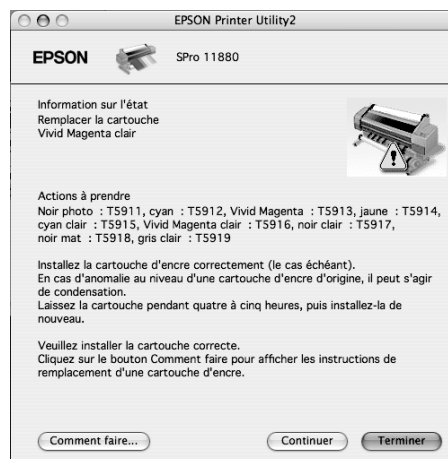 EPSON Printer Utility2
EPSON
SPro 11880
Information sur l'état
Remplacer la cartouche
Vivid Magenta clair
Actions à prendre
Noir photo : T5911, cyan : T5912, Vivid Magenta : T5913, jaune : T5914,
cyan clair : T5915, Vivid Magenta clair : T5916, noir clair : T5917,
noir mat : T5918, gris clair : T5919
Installez la cartouche d'encre correctement (le cas échéant).
En cas d'anomalie au niveau d'une cartouche d'encre d'origine, il peut s'agir
de condensation.
Laissez la cartouche pendant quatre à cinq heures, puis installez-la de
nouveau.
Veuillez installer la cartouche correcte.
Cliquez sur le bouton Comment faire pour afficher les instructions de
remplacement d'une cartouche d'encre.
Comment faire...
Continuer
Terminer